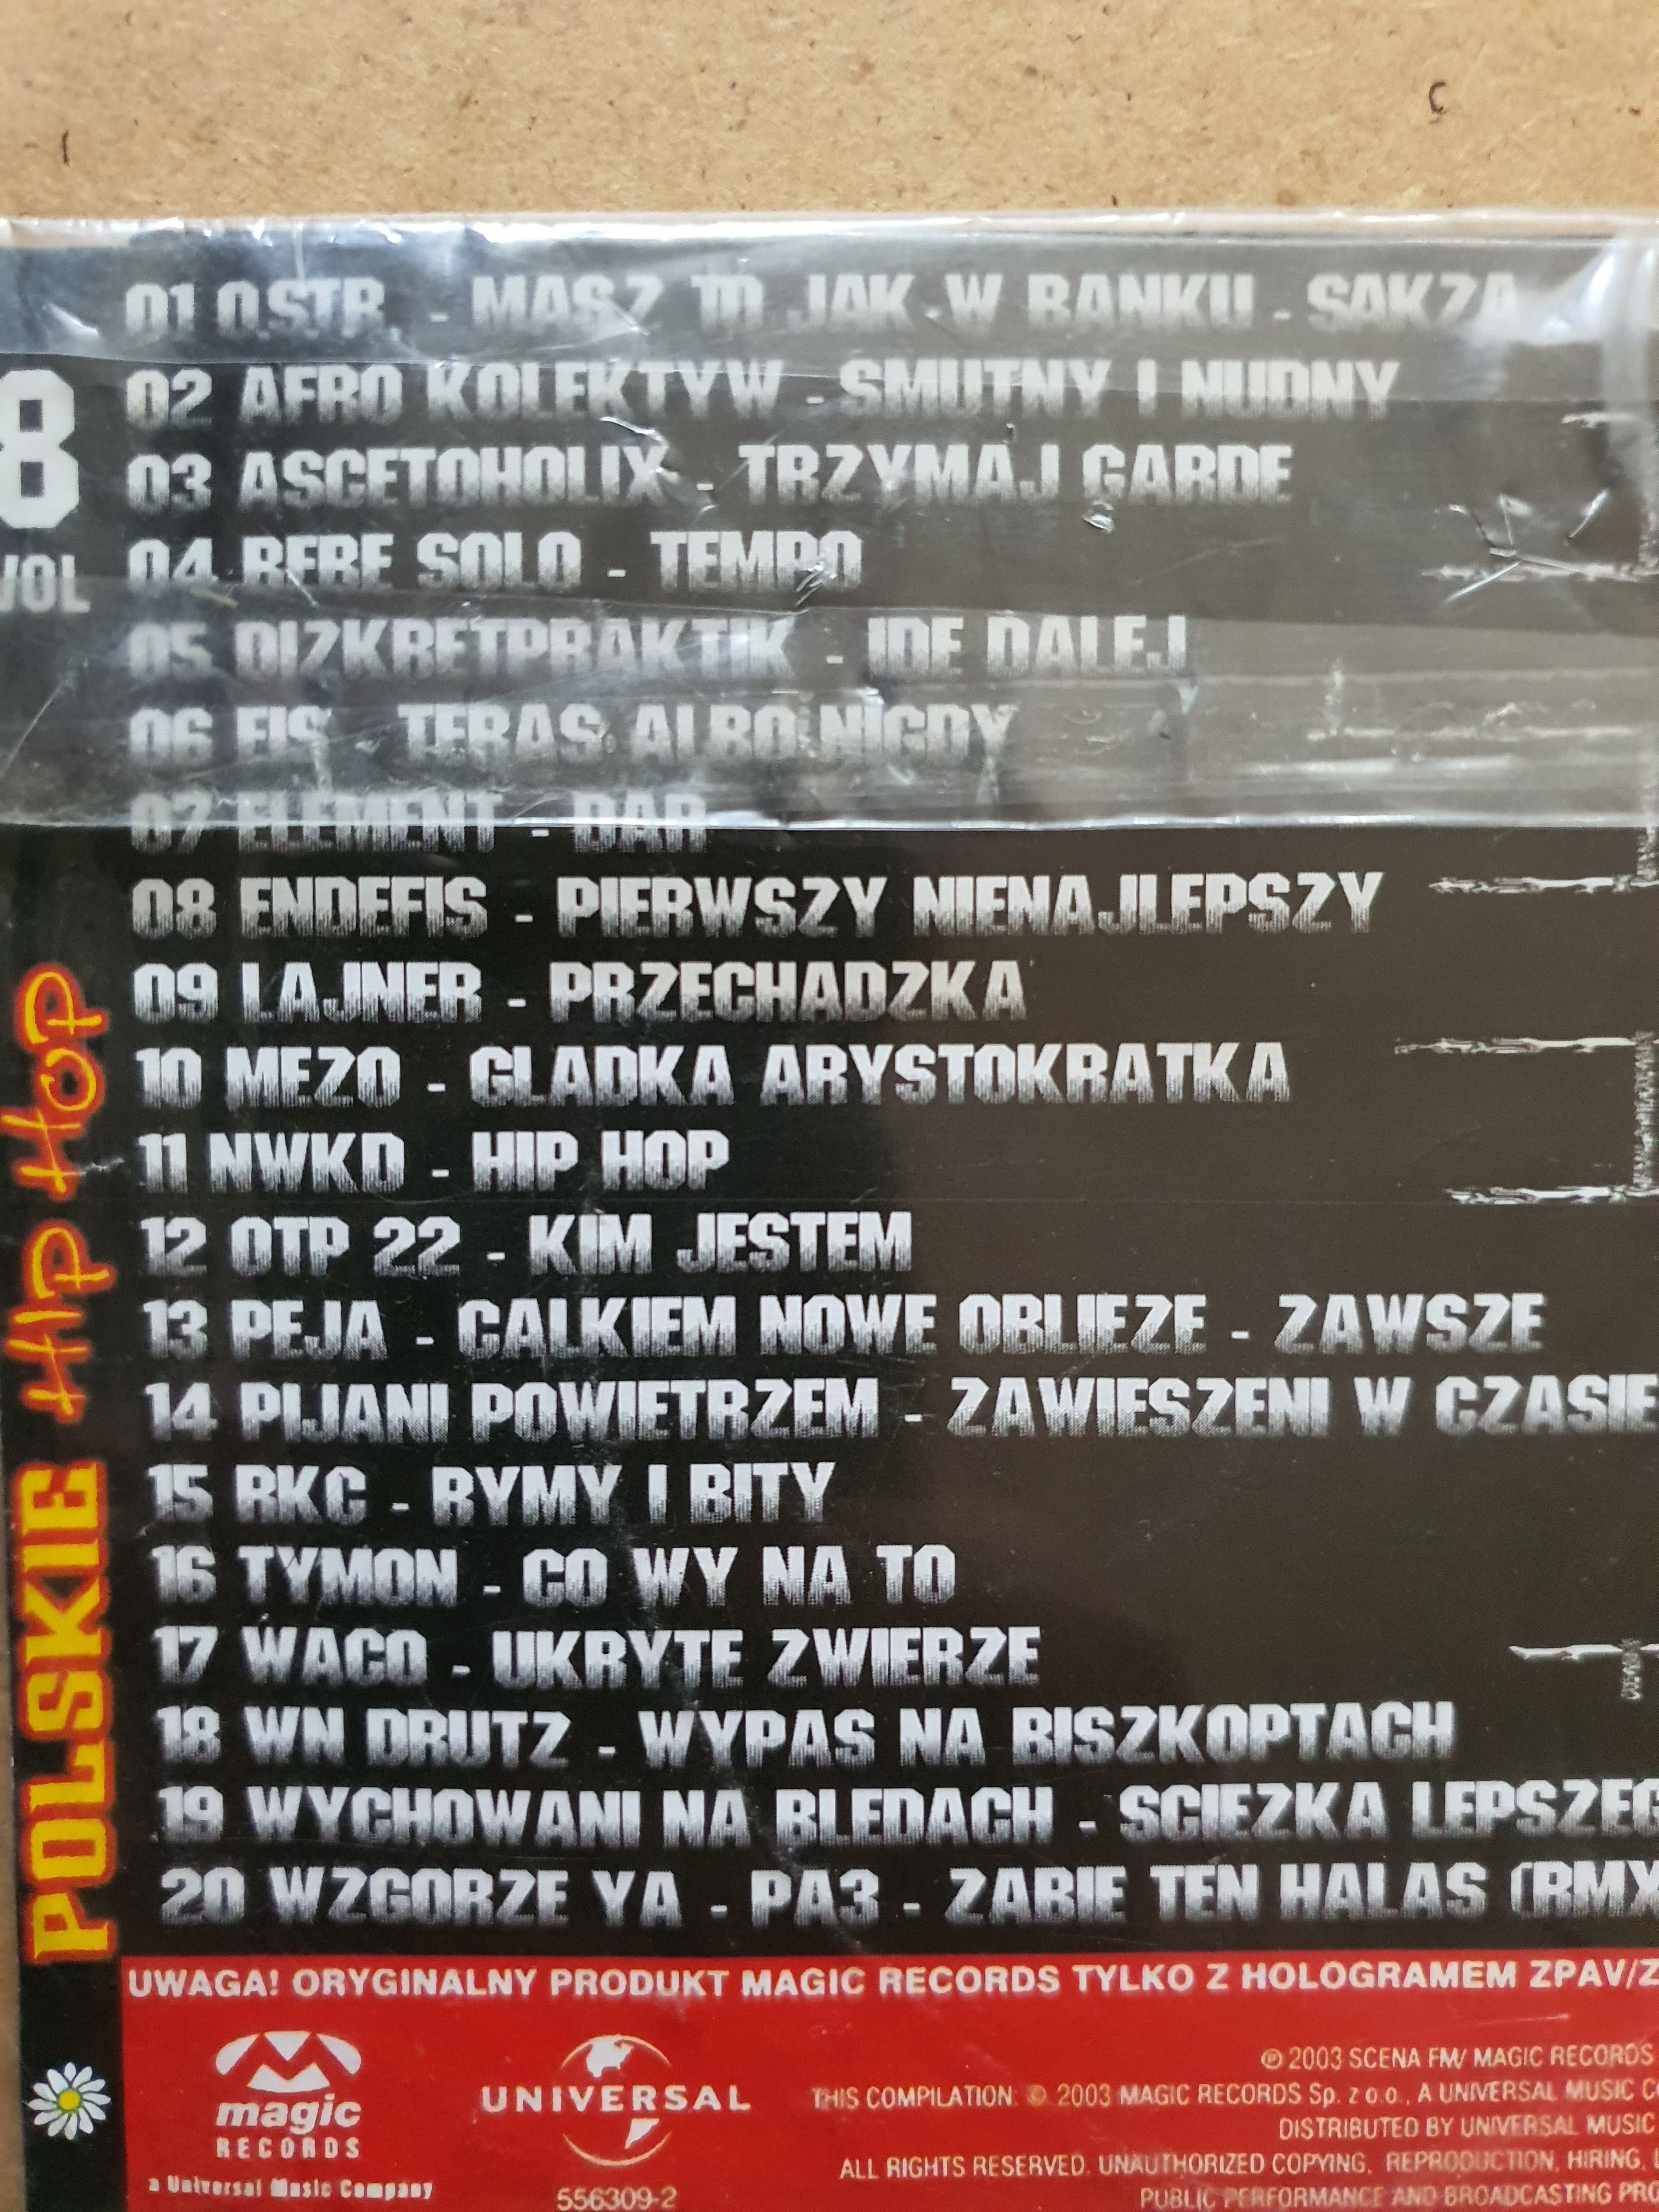 01 O.S.T.R. - MASZ TO JAK W BANKU - SAKZA
02 AFRO KOLEKTYW - SMUTNY I NUDNY
03 ASCETOHOLIX - TRZYMAJ GARDE
04 BEBE SOLO - TEMPO
05 DIZKRETPRAKTIK - IDE DALEJ
06 EIS - TERAS ALBO NIGDY
07 ELEMENT - DAR
08 ENDEFIS - PIERWSZY NIENAJLEPSZY
09 LAJNER - PRZECHADZKA
10 MEZO - GLADKA ARYSTOKRATKA
11 NWKD - HIP HOP
12 OTP 22 - KIM JESTEM
13 PEJA - CALKIEM NOWE OBLIEZE - ZAWSZE
14 PIJANI POWIETRZEM - ZAWIESZENI W CZASIE
15 RKC - RYMY I BITY
16 TYMON - CO WY NA TO
17 WACO - UKRYTE ZWIERZE
18 WN DRUTZ - WYPAS NA BISZKOPTACH
19 WYCHOWANI NA BLEDACH - SCIEZKA LEPSZEG
20 WZGORZE YA - PA3 - ZABIE TEN HALAS (RMX
8
VOL
POLSKIE HIP HOP
UWAGA! ORYGINALNY PRODUKT MAGIC RECORDS TYLKO Z HOLOGRAMEM ZPAV/Z
magic
RECORDS
a Universal Music Company
UNIVERSAL
556309-2
℗ 2003 SCENA FM/ MAGIC RECORDS
THIS COMPILATION: © 2003 MAGIC RECORDS Sp. z o.o., A UNIVERSAL MUSIC CO
DISTRIBUTED BY UNIVERSAL MUSIC
ALL RIGHTS RESERVED. UNAUTHORIZED COPYING, REPRODUCTION, HIRING, L
PUBLIC PERFORMANCE AND BROADCASTING PRO